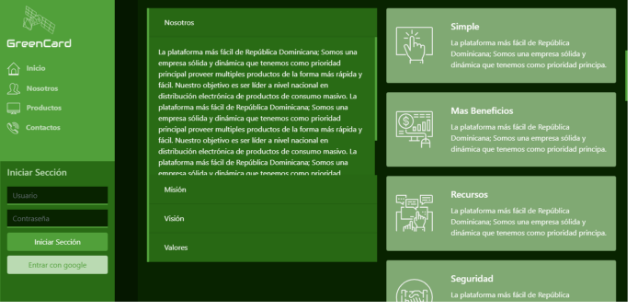 GreenCard
Inicio
Nosotros
Productos
Contactos
Iniciar Sección
Usuario
Contraseña
Iniciar Sección
Entrar con google
Nosotros
La plataforma más fácil de República Dominicana; Somos una
empresa sólida y dinámica que tenemos como prioridad
principal proveer multiples productos de la forma más rápida y
fácil. Nuestro objetivo es ser líder a nivel nacional en
distribución electrónica de productos de consumo masivo. La
plataforma más fácil de República Dominicana; Somos una
empresa sólida y dinámica que tenemos como prioridad
principal proveer multiples productos de la forma más rápida y
fácil. Nuestro objetivo es ser líder a nivel nacional en
distribución electrónica de productos de consumo masivo. La
plataforma más fácil de República Dominicana; Somos una
empresa sólida y dinámica que tenemos como prioridad
Misión
Visión
Valores
Simple
La plataforma más fácil de República
Dominicana; Somos una empresa sólida y
dinámica que tenemos como prioridad principa.
Mas Beneficios
La plataforma más fácil de República
Dominicana; Somos una empresa sólida y
dinámica que tenemos como prioridad principa.
Recursos
La plataforma más fácil de República
Dominicana; Somos una empresa sólida y
dinámica que tenemos como prioridad principa.
Seguridad